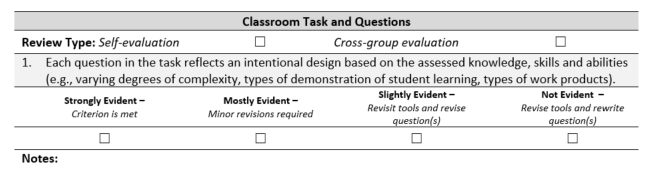 Classroom Task and Questions
Review Type: Self-evaluation ☐ Cross-group evaluation ☐
1. Each question in the task reflects an intentional design based on the assessed knowledge, skills and abilities
(e.g., varying degrees of complexity, types of demonstration of student learning, types of work products).
Strongly Evident – Mostly Evident – Slightly Evident – Not Evident –
Criterion is met Minor revisions required Revisit tools and revise question(s) Revise tools and rewrite question(s)
☐ ☐ ☐ ☐
Notes: